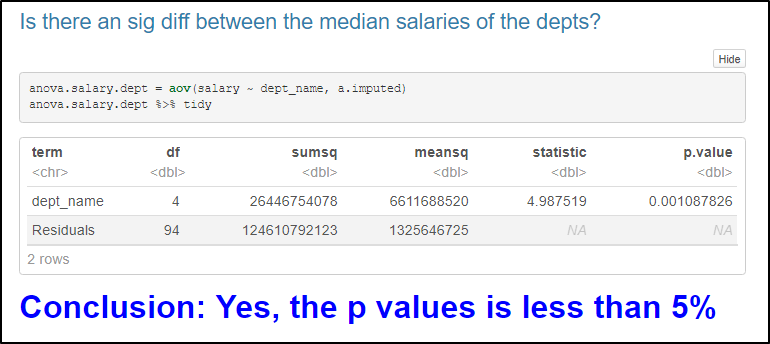 Is there an sig diff between the median salaries of the depts?
Hide
anova.salary.dept = aov(salary ~ dept_name, a.imputed)
anova.salary.dept %>% tidy
term df sumsq meansq statistic p.value
<chr> <dbl> <dbl> <dbl> <dbl> <dbl>
dept_name 4 26446754078 6611688520 4.987519 0.001087826
Residuals 94 124610792123 1325646725 NA NA
2 rows
Conclusion: Yes, the p values is less than 5%